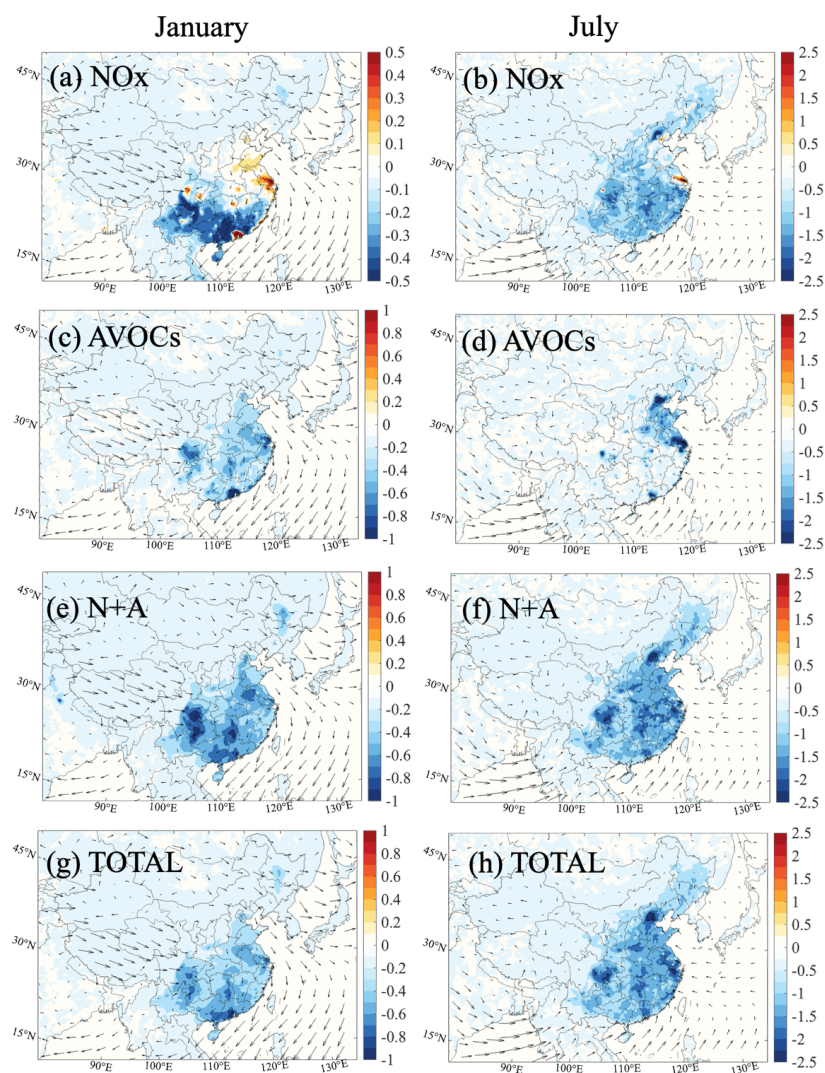 January July
(a) NOx
(b) NOx
45°N
30°N
15°N
90°E 100°E 110°E 120°E 130°E
0.5
0.4
0.3
0.2
0.1
0
-0.1
-0.2
-0.3
-0.4
-0.5
45°N
30°N
15°N
90°E 100°E 110°E 120°E 130°E
2.5
2
1.5
1
0.5
0
-0.5
-1
-1.5
-2
-2.5
(c) AVOCs
(d) AVOCs
45°N
30°N
15°N
90°E 100°E 110°E 120°E 130°E
1
0.8
0.6
0.4
0.2
0
-0.2
-0.4
-0.6
-0.8
-1
45°N
30°N
15°N
90°E 100°E 110°E 120°E 130°E
2.5
2
1.5
1
0.5
0
-0.5
-1
-1.5
-2
-2.5
(e) N+A
(f) N+A
45°N
30°N
15°N
90°E 100°E 110°E 120°E 130°E
1
0.8
0.6
0.4
0.2
0
-0.2
-0.4
-0.6
-0.8
-1
45°N
30°N
15°N
90°E 100°E 110°E 120°E 130°E
2.5
2
1.5
1
0.5
0
-0.5
-1
-1.5
-2
-2.5
(g) TOTAL
(h) TOTAL
45°N
30°N
15°N
90°E 100°E 110°E 120°E 130°E
1
0.8
0.6
0.4
0.2
0
-0.2
-0.4
-0.6
-0.8
-1
45°N
30°N
15°N
90°E 100°E 110°E 120°E 130°E
2.5
2
1.5
1
0.5
0
-0.5
-1
-1.5
-2
-2.5